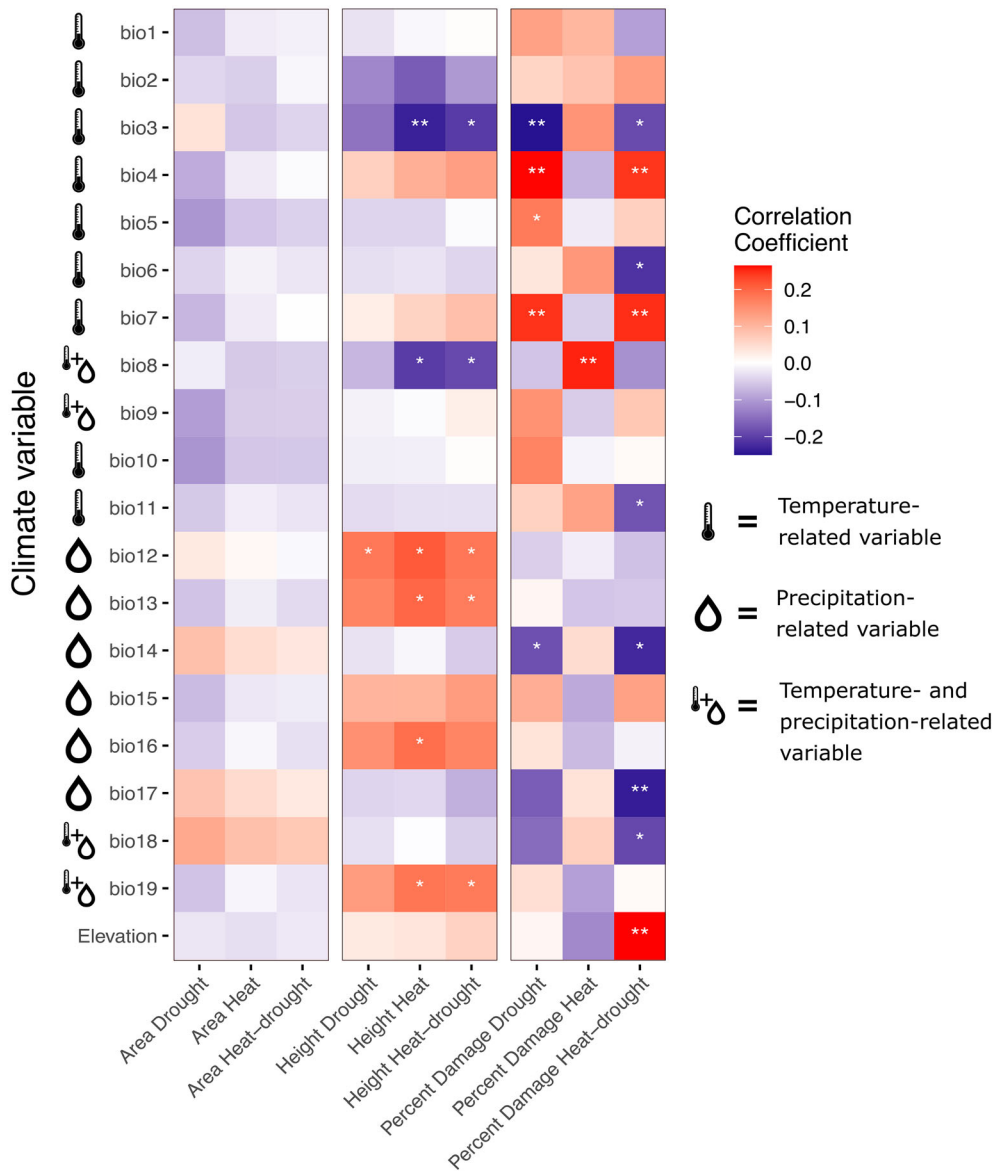 Climate variable
bio1
bio2
bio3 ** * ** *
bio4 ** **
bio5 *
bio6 *
bio7 ** **
bio8 * * **
bio9
bio10
bio11 *
bio12 * * *
bio13 * *
bio14 * *
bio15
bio16 *
bio17 **
bio18 *
bio19 * *
Elevation **
Area Drought
Area Heat
Area Heat–drought
Height Drought
Height Heat
Height Heat–drought
Percent Damage Drought
Percent Damage Heat
Percent Damage Heat–drought
Correlation
Coefficient
0.2
0.1
0.0
−0.1
−0.2
= Temperature-
related variable
= Precipitation-
related variable
+ = Temperature- and
precipitation-related
variable